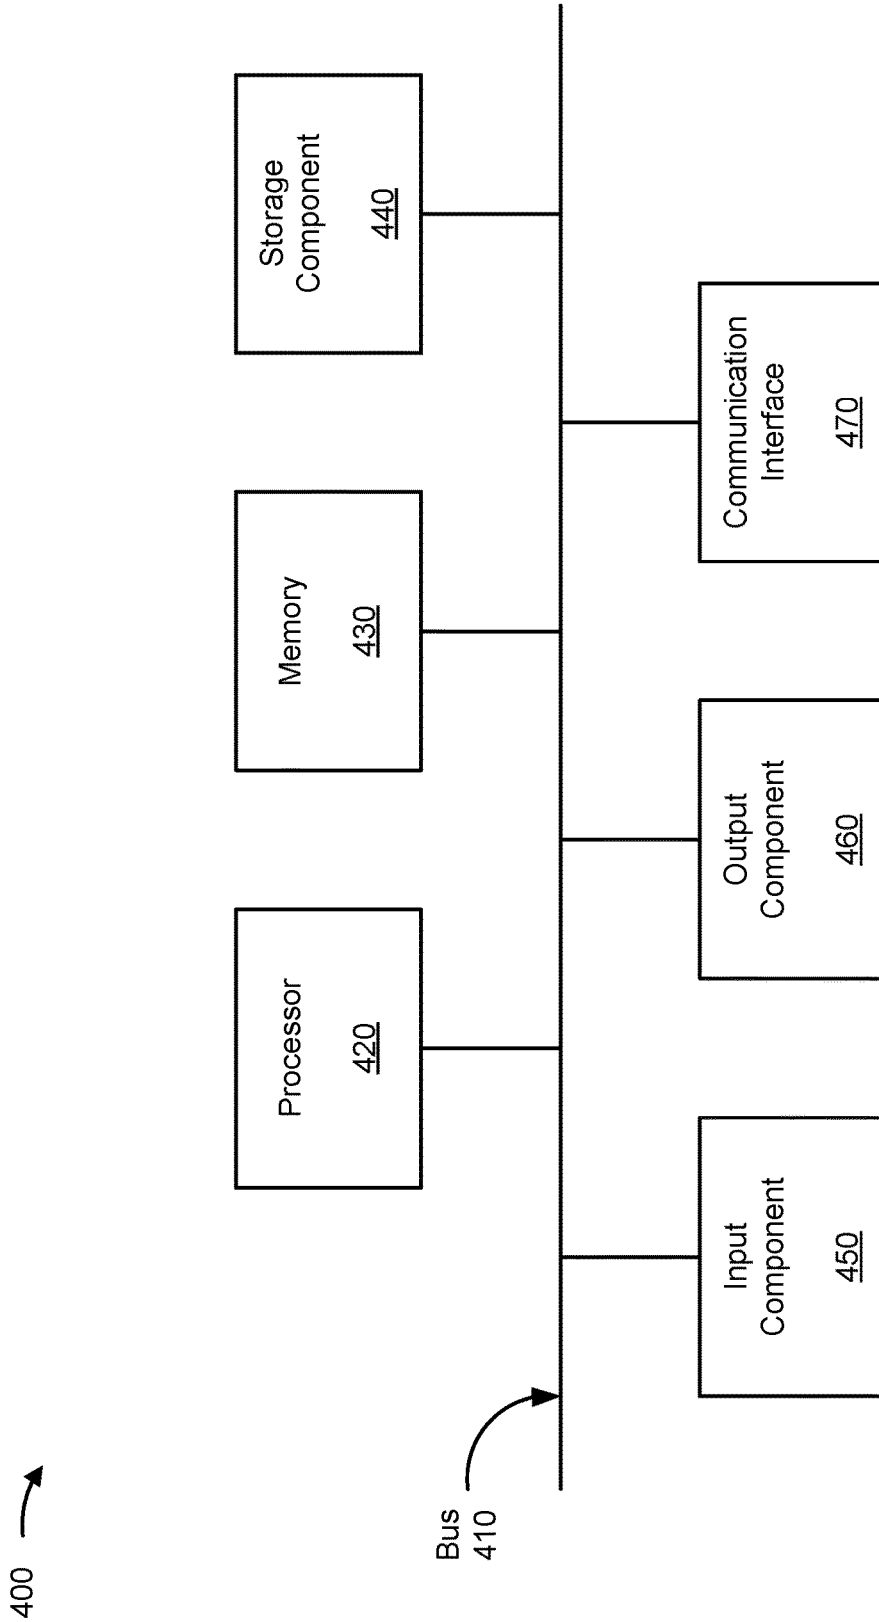 400
Processor
420
Memory
430
Storage
Component
440
Bus
410
Input
Component
450
Output
Component
460
Communication
Interface
470